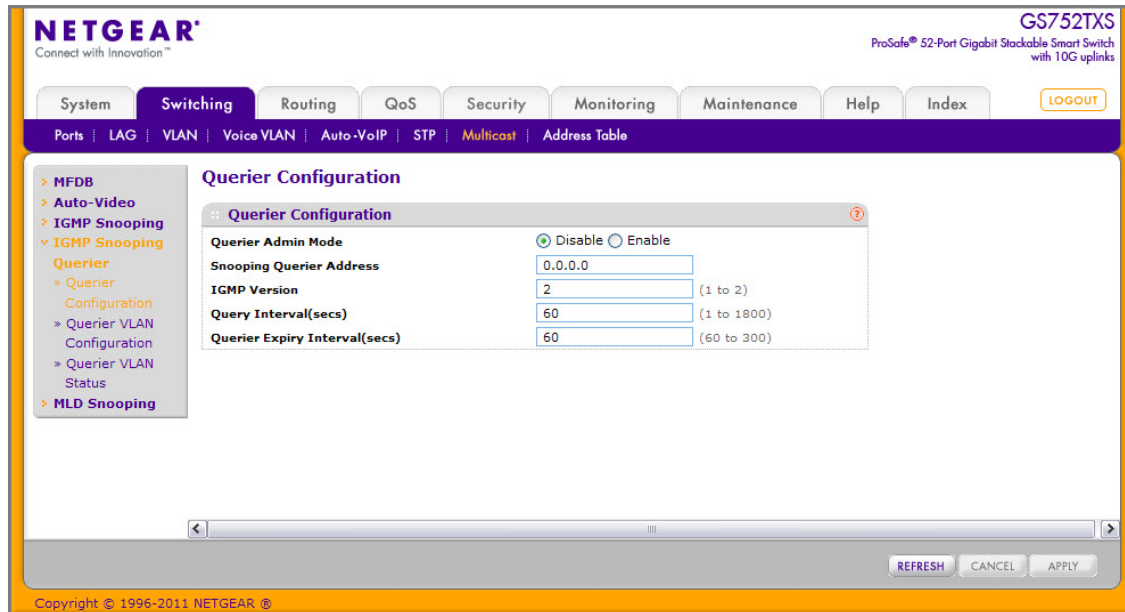 NETGEAR®
Connect with Innovation™
GS752TXS
ProSafe® 52-Port Gigabit Stackable Smart Switch
with 10G uplinks
System Switching Routing QoS Security Monitoring Maintenance Help Index LOGOUT
Ports | LAG | VLAN | Voice VLAN | Auto-VoIP | STP | Multicast | Address Table
MFDB
Auto-Video
IGMP Snooping
IGMP Snooping
Querier
» Querier
Configuration
» Querier VLAN
Configuration
» Querier VLAN
Status
MLD Snooping
Querier Configuration
Querier Configuration ?
Querier Admin Mode Disable Enable
Snooping Querier Address 0.0.0.0
IGMP Version 2 (1 to 2)
Query Interval(secs) 60 (1 to 1800)
Querier Expiry Interval(secs) 60 (60 to 300)
REFRESH CANCEL APPLY
Copyright © 1996-2011 NETGEAR ®